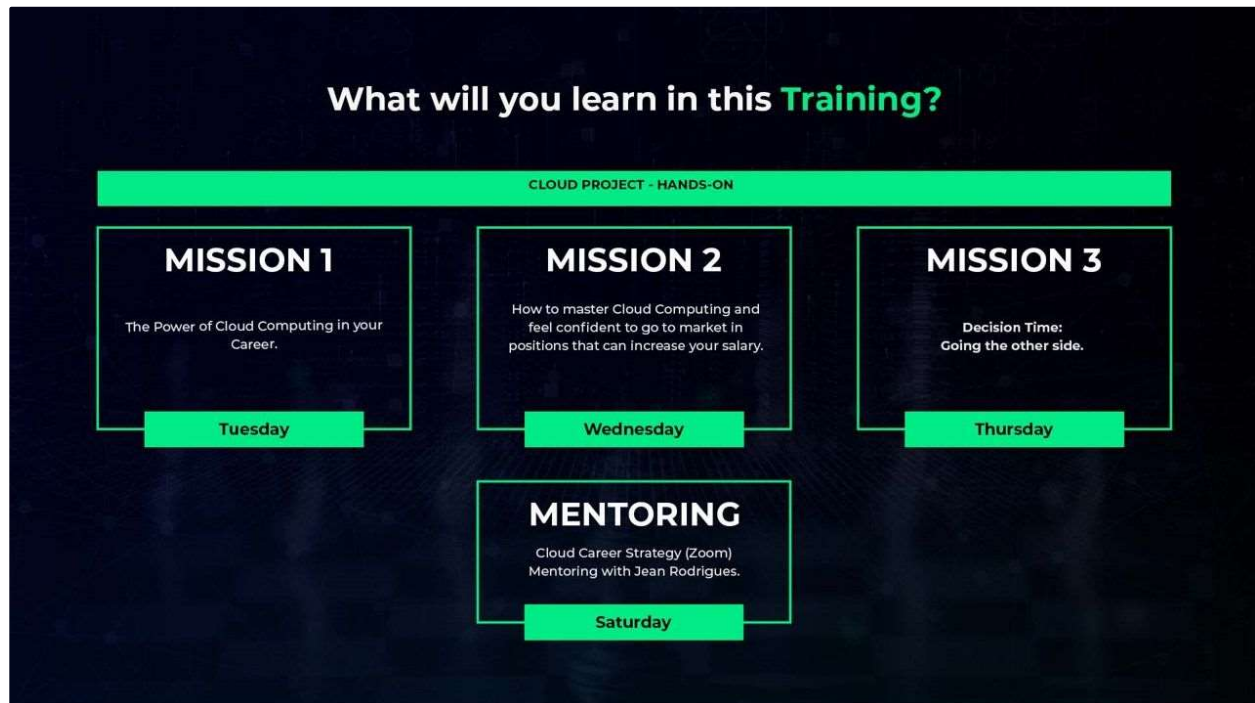 What will you learn in this Training?
CLOUD PROJECT - HANDS-ON
MISSION 1
The Power of Cloud Computing in your
Career.
Tuesday
MISSION 2
How to master Cloud Computing and
feel confident to go to market in
positions that can increase your salary.
Wednesday
MISSION 3
Decision Time:
Going the other side.
Thursday
MENTORING
Cloud Career Strategy (Zoom)
Mentoring with Jean Rodrigues.
Saturday